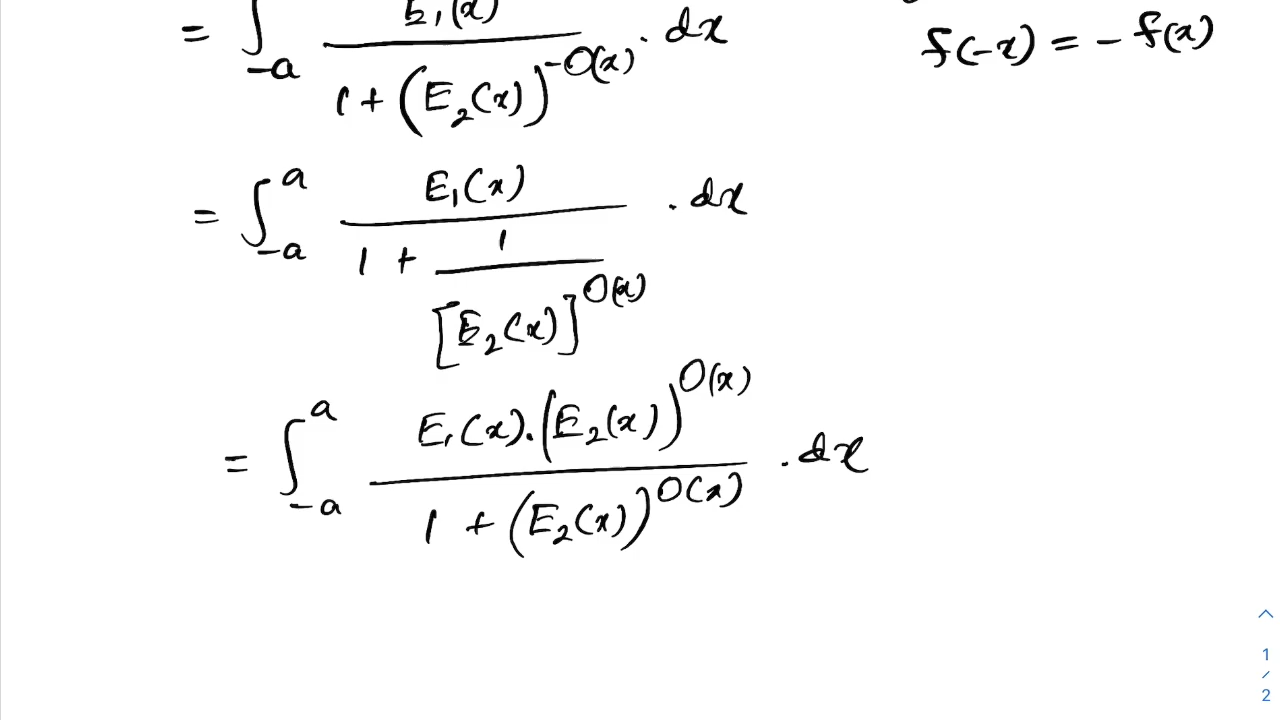 = ∫_{-a} E₁(x) / (1 + (E₂(x))^{-O(x)}) . dx
f(-x) = - f(x)
= ∫_{-a}^{a} E₁(x) / (1 + 1/[E₂(x)]^{O(x)}) . dx
= ∫_{-a}^{a} E₁(x).(E₂(x))^{O(x)} / (1 + (E₂(x))^{O(x)}) . dx
1
/
2